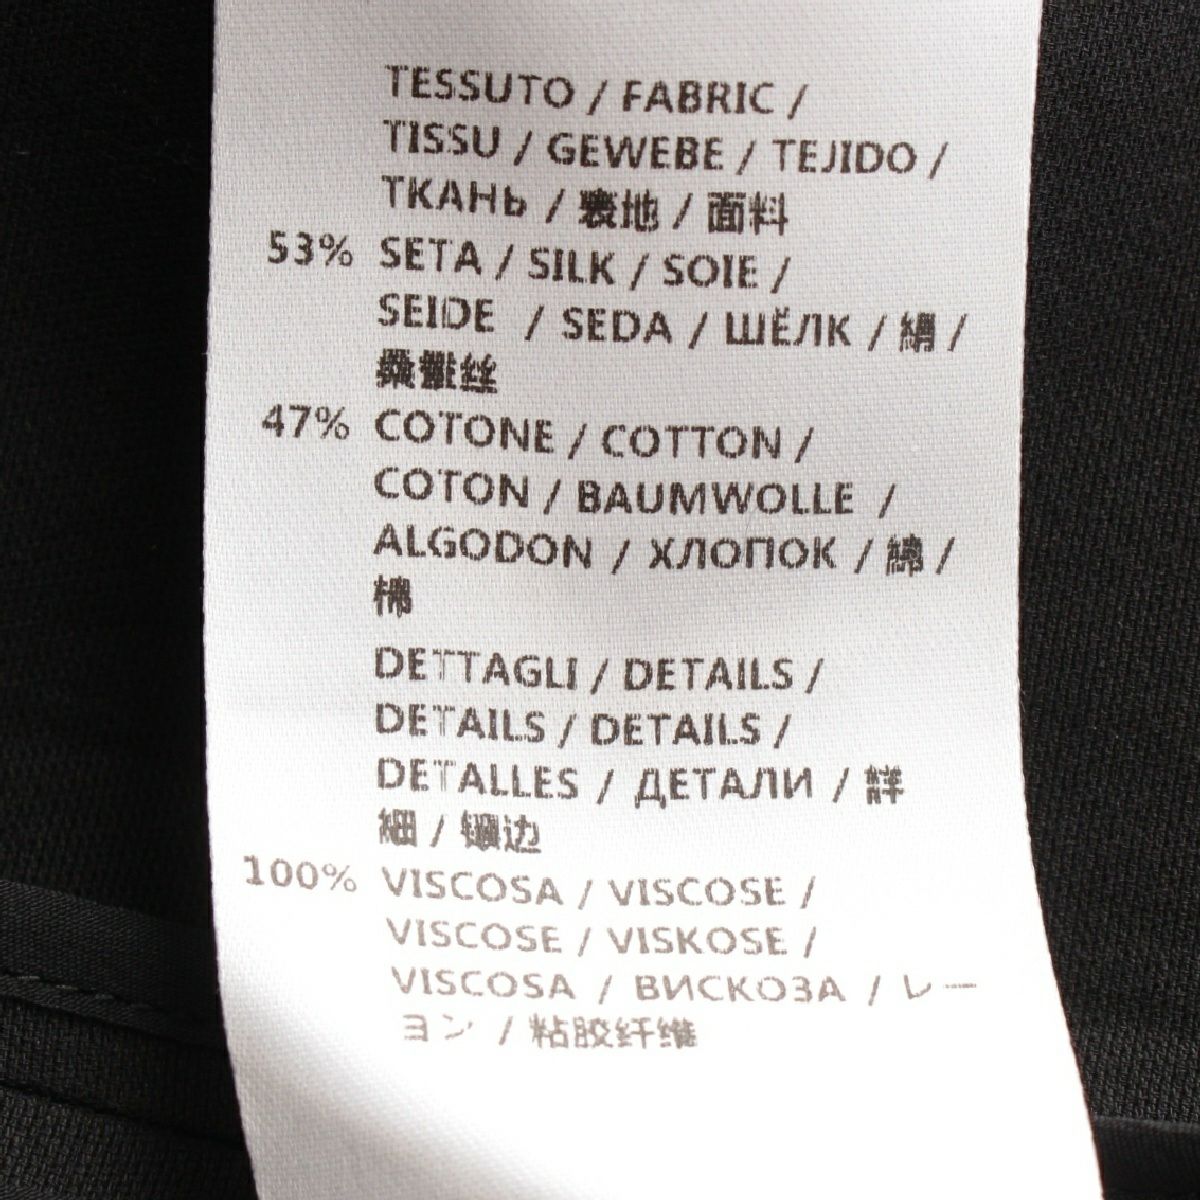 TESSUTO / FABRIC /
TISSU / GEWEBE / TEJIDO /
ТКАНЬ / 表地 / 面料
53% SETA / SILK / SOIE /
SEIDE / SEDA / ШЁЛК / 絹 /
桑蚕丝
47% COTONE / COTTON /
COTON / BAUMWOLLE /
ALGODON / ХЛОПОК / 綿 /
棉
DETTAGLI / DETAILS /
DETAILS / DETAILS /
DETALLES / ДЕТАЛИ / 詳
細 / 镶边
100% VISCOSA / VISCOSE /
VISCOSE / VISKOSE /
VISCOSA / ВИСКОЗА / レー
ヨン / 粘胶纤维